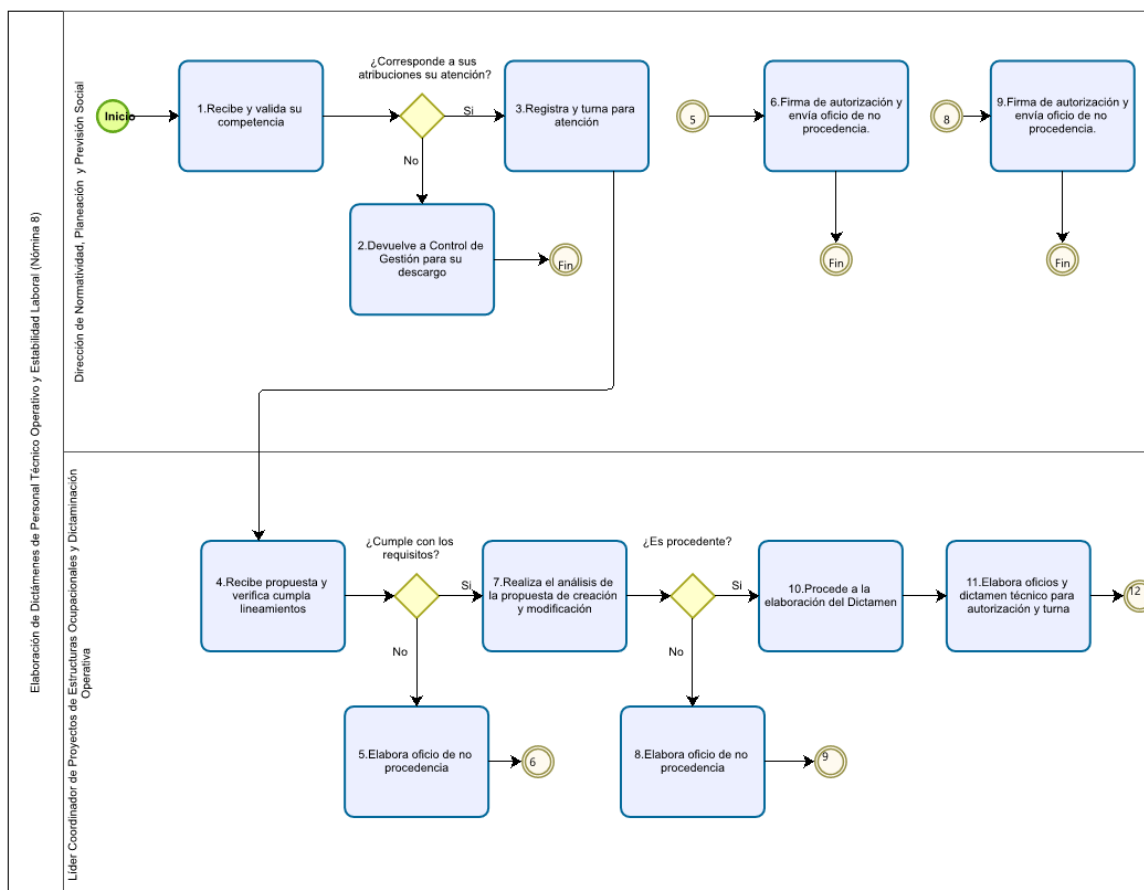 Elaboración de Dictámenes de Personal Técnico Operativo y Estabilidad Laboral (Nómina 8)
Dirección de Normatividad, Planeación y Previsión Social
Inicio
1.Recibe y valida su
competencia
¿Corresponde a sus
atribuciones su atención?
Si
No
3.Registra y turna para
atención
2.Devuelve a Control de
Gestión para su
descargo
Fin
5
6.Firma de autorización y
envía oficio de no
procedencia.
Fin
8
9.Firma de autorización y
envía oficio de no
procedencia.
Fin
Líder Coordinador de Proyectos de Estructuras Ocupacionales y Dictaminación
Operativa
4.Recibe propuesta y
verifica cumpla
lineamientos
¿Cumple con los
requisitos?
Si
No
5.Elabora oficio de no
procedencia
6
7.Realiza el análisis de
la propuesta de creación
y modificación
¿Es procedente?
Si
No
8.Elabora oficio de no
procedencia
9
10.Procede a la
elaboración del Dictamen
11.Elabora oficios y
dictamen técnico para
autorización y turna
12